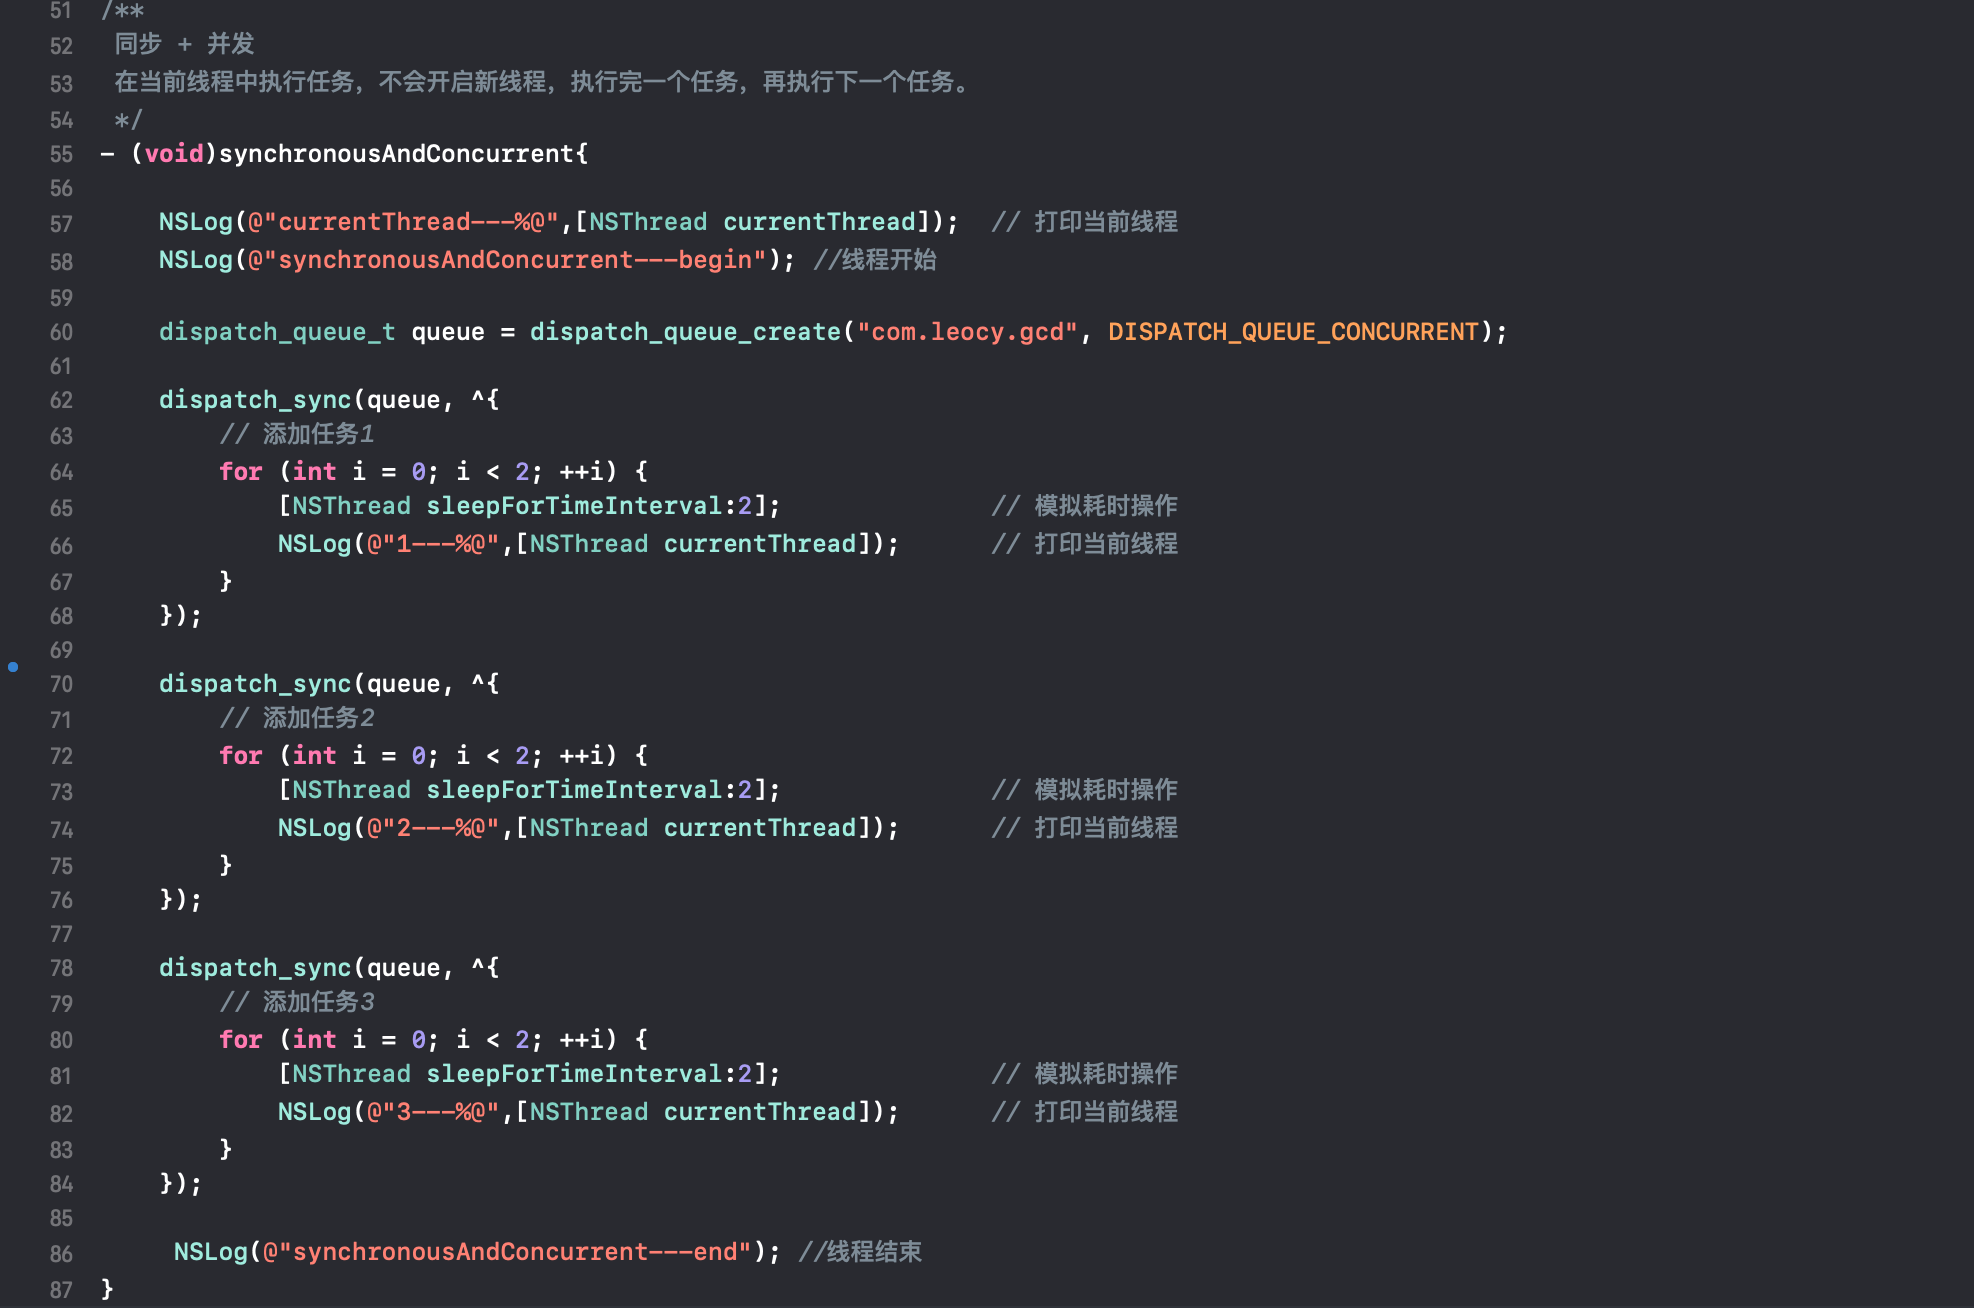 51 /**
52  同步 + 并发
53  在当前线程中执行任务，不会开启新线程，执行完一个任务，再执行下一个任务。
54  */
55 - (void)synchronousAndConcurrent{
56
57     NSLog(@"currentThread---%@",[NSThread currentThread]);  // 打印当前线程
58     NSLog(@"synchronousAndConcurrent---begin"); //线程开始
59
60     dispatch_queue_t queue = dispatch_queue_create("com.leocy.gcd", DISPATCH_QUEUE_CONCURRENT);
61
62     dispatch_sync(queue, ^{
63         // 添加任务1
64         for (int i = 0; i < 2; ++i) {
65             [NSThread sleepForTimeInterval:2];              // 模拟耗时操作
66             NSLog(@"1---%@",[NSThread currentThread]);      // 打印当前线程
67         }
68     });
69
70     dispatch_sync(queue, ^{
71         // 添加任务2
72         for (int i = 0; i < 2; ++i) {
73             [NSThread sleepForTimeInterval:2];              // 模拟耗时操作
74             NSLog(@"2---%@",[NSThread currentThread]);      // 打印当前线程
75         }
76     });
77
78     dispatch_sync(queue, ^{
79         // 添加任务3
80         for (int i = 0; i < 2; ++i) {
81             [NSThread sleepForTimeInterval:2];              // 模拟耗时操作
82             NSLog(@"3---%@",[NSThread currentThread]);      // 打印当前线程
83         }
84     });
85
86      NSLog(@"synchronousAndConcurrent---end"); //线程结束
87 }